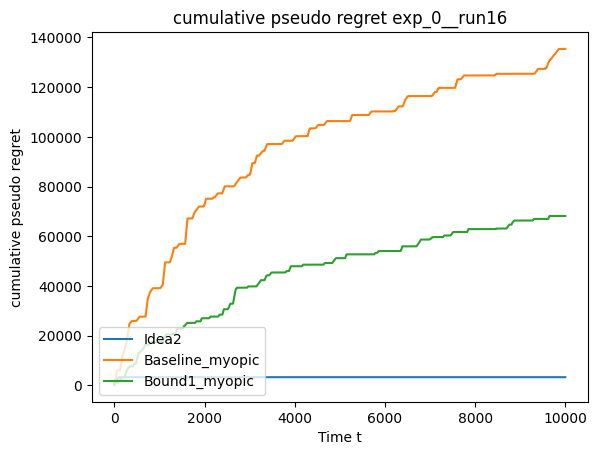 cumulative pseudo regret exp_0__run16
140000
120000
100000
80000
60000
40000
20000
0
cumulative pseudo regret
Idea2
Baseline_myopic
Bound1_myopic
0
2000
4000
6000
8000
10000
Time t